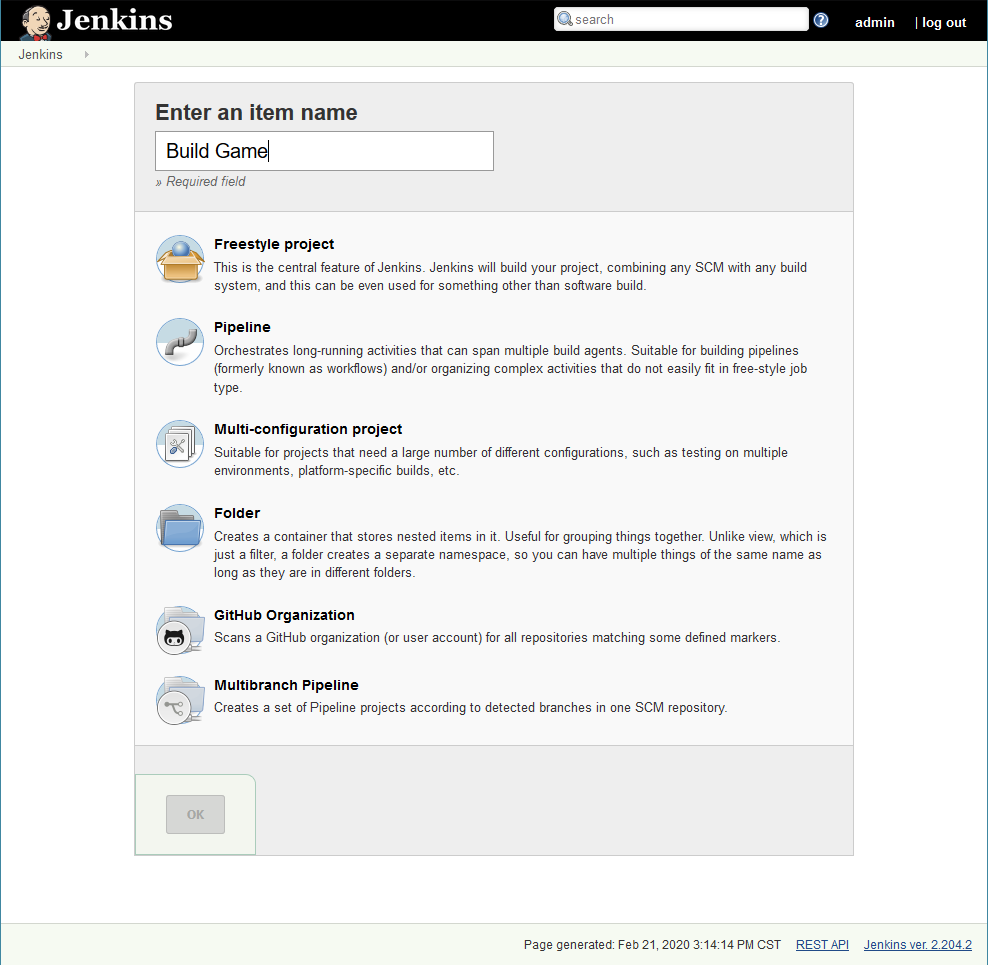 Jenkins
search
admin
| log out
Jenkins
Enter an item name
Build Game
» Required field
Freestyle project
This is the central feature of Jenkins. Jenkins will build your project, combining any SCM with any build
system, and this can be even used for something other than software build.
Pipeline
Orchestrates long-running activities that can span multiple build agents. Suitable for building pipelines
(formerly known as workflows) and/or organizing complex activities that do not easily fit in free-style job
type.
Multi-configuration project
Suitable for projects that need a large number of different configurations, such as testing on multiple
environments, platform-specific builds, etc.
Folder
Creates a container that stores nested items in it. Useful for grouping things together. Unlike view, which is
just a filter, a folder creates a separate namespace, so you can have multiple things of the same name as
long as they are in different folders.
GitHub Organization
Scans a GitHub organization (or user account) for all repositories matching some defined markers.
Multibranch Pipeline
Creates a set of Pipeline projects according to detected branches in one SCM repository.
OK
Page generated: Feb 21, 2020 3:14:14 PM CST
REST API
Jenkins ver. 2.204.2